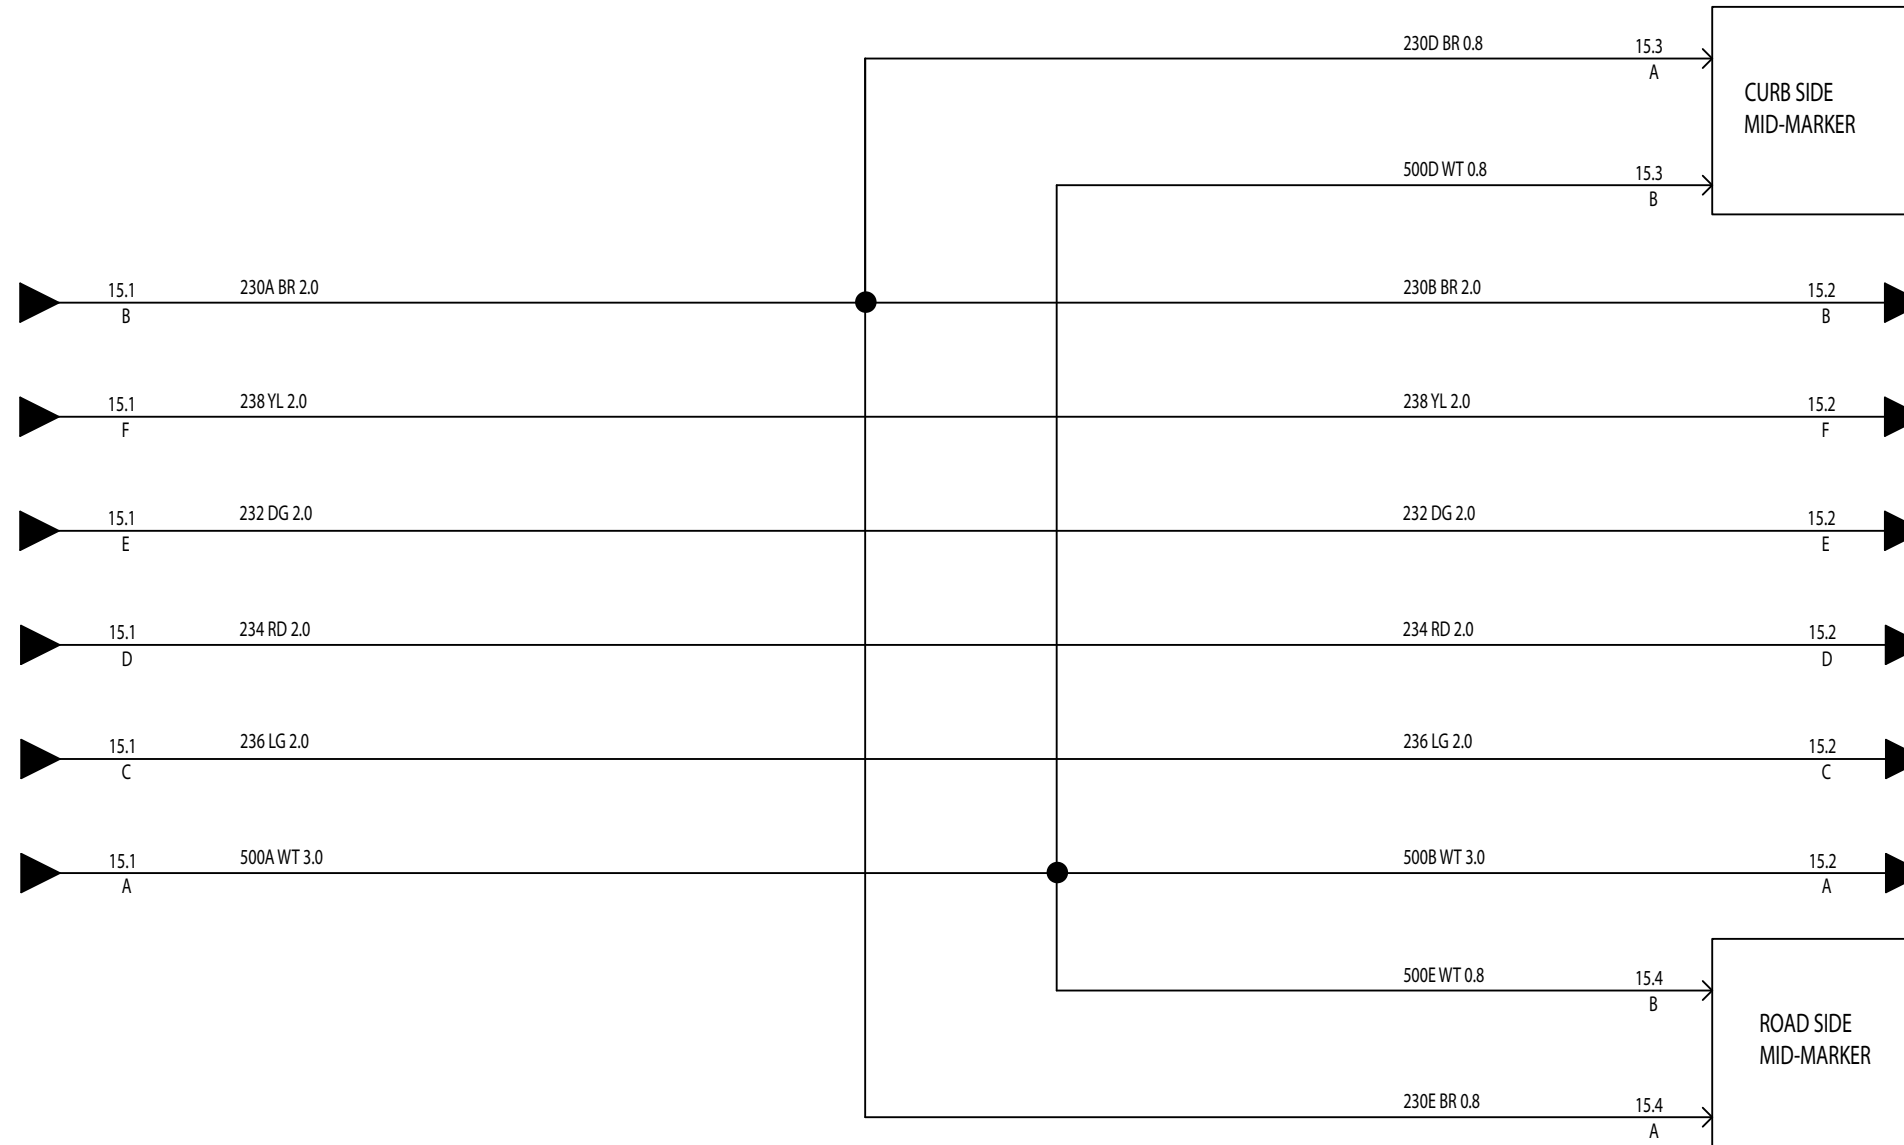 230D BR 0.8
15.3
A
CURB SIDE
MID-MARKER
500D WT 0.8
15.3
B
15.1
B
230A BR 2.0
230B BR 2.0
15.2
B
15.1
F
238 YL 2.0
238 YL 2.0
15.2
F
15.1
E
232 DG 2.0
232 DG 2.0
15.2
E
15.1
D
234 RD 2.0
234 RD 2.0
15.2
D
15.1
C
236 LG 2.0
236 LG 2.0
15.2
C
15.1
A
500A WT 3.0
500B WT 3.0
15.2
A
500E WT 0.8
15.4
B
ROAD SIDE
MID-MARKER
230E BR 0.8
15.4
A